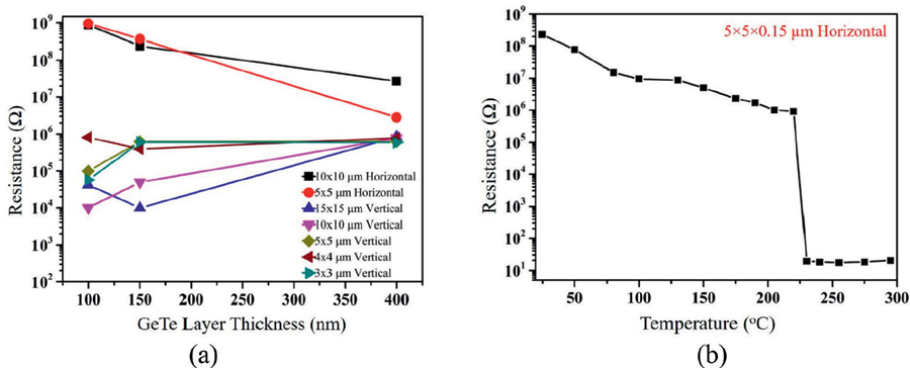 10⁹
10⁸
10⁷
10⁶
10⁵
10⁴
10³
10²
Resistance (Ω)
10x10 μm Horizontal
5x5 μm Horizontal
15x15 μm Vertical
10x10 μm Vertical
5x5 μm Vertical
4x4 μm Vertical
3x3 μm Vertical
100 150 200 250 300 350 400
GeTe Layer Thickness (nm)
(a)
5×5×0.15 μm Horizontal
10⁹
10⁸
10⁷
10⁶
10⁵
10⁴
10³
10²
10¹
Resistance (Ω)
50 100 150 200 250 300
Temperature (°C)
(b)